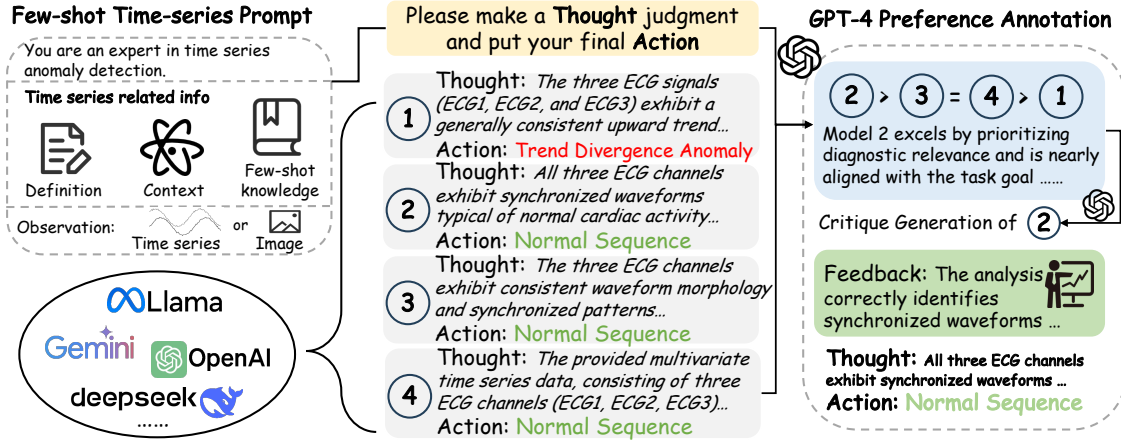 Few-shot Time-series Prompt
You are an expert in time series
anomaly detection.
Time series related info
Definition
Context
Few-shot
knowledge
Observation:
Time series
or
Image
Llama
Gemini
OpenAI
deepseek
......
Please make a Thought judgment
and put your final Action
1
Thought: The three ECG signals
(ECG1, ECG2, and ECG3) exhibit a
generally consistent upward trend…
Action: Trend Divergence Anomaly
2
Thought: All three ECG channels
exhibit synchronized waveforms
typical of normal cardiac activity…
Action: Normal Sequence
3
Thought: The three ECG channels
exhibit consistent waveform morphology
and synchronized patterns…
Action: Normal Sequence
4
Thought: The provided multivariate
time series data, consisting of three
ECG channels (ECG1, ECG2, ECG3)…
Action: Normal Sequence
GPT-4 Preference Annotation
2 > 3 = 4 > 1
Model 2 excels by prioritizing
diagnostic relevance and is nearly
aligned with the task goal ……
Critique Generation of 2
Feedback: The analysis
correctly identifies
synchronized waveforms …
Thought: All three ECG channels
exhibit synchronized waveforms …
Action: Normal Sequence